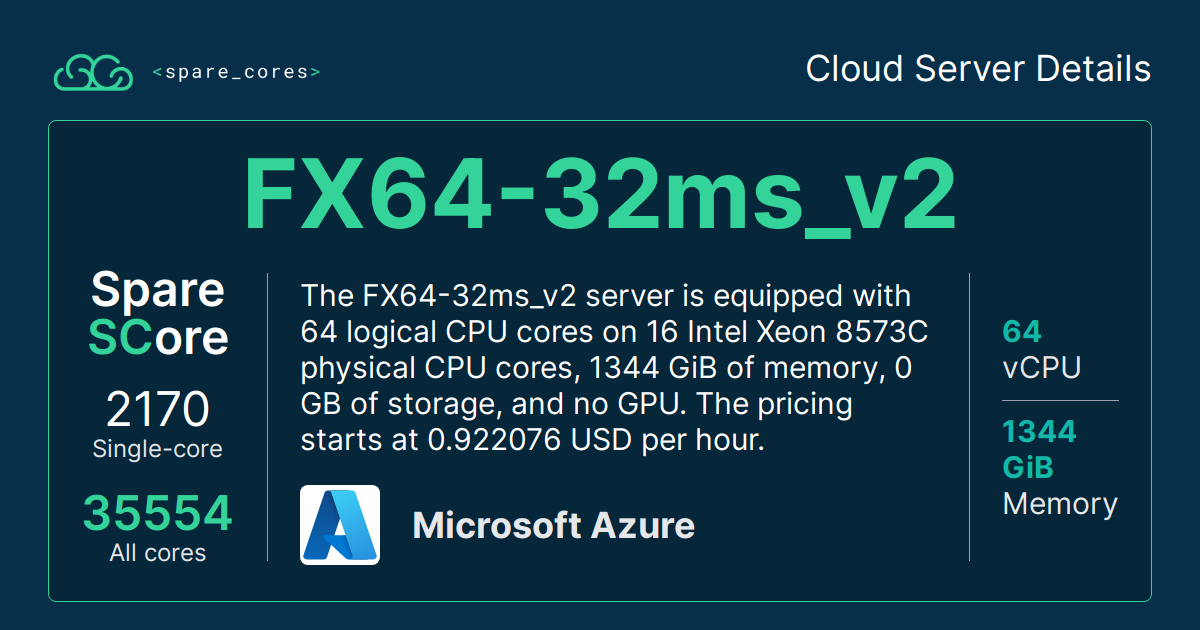 <spare_cores>
Cloud Server Details
FX64-32ms_v2
Spare
SCore
2170
Single-core
35554
All cores
The FX64-32ms_v2 server is equipped with
64 logical CPU cores on 16 Intel Xeon 8573C
physical CPU cores, 1344 GiB of memory, 0
GB of storage, and no GPU. The pricing
starts at 0.922076 USD per hour.
Microsoft Azure
64
vCPU
1344
GiB
Memory